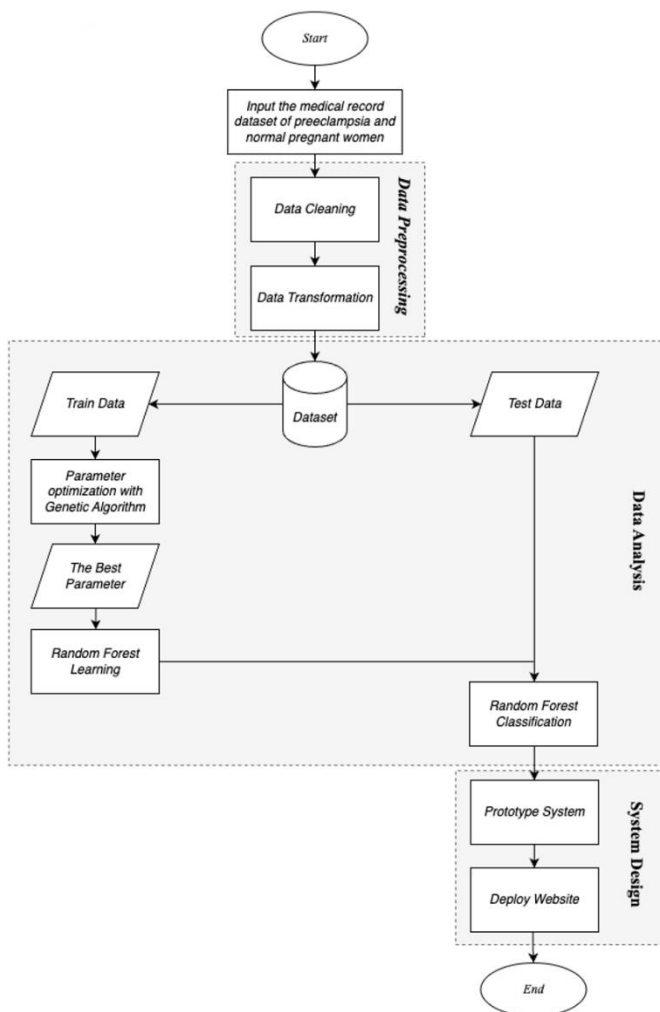 Start
Input the medical record
dataset of preeclampsia and
normal pregnant women
Data Preprocessing
Data Cleaning
Data Transformation
Data Analysis
Train Data
Dataset
Test Data
Parameter
optimization with
Genetic Algorithm
The Best
Parameter
Random Forest
Learning
Random Forest
Classification
System Design
Prototype System
Deploy Website
End